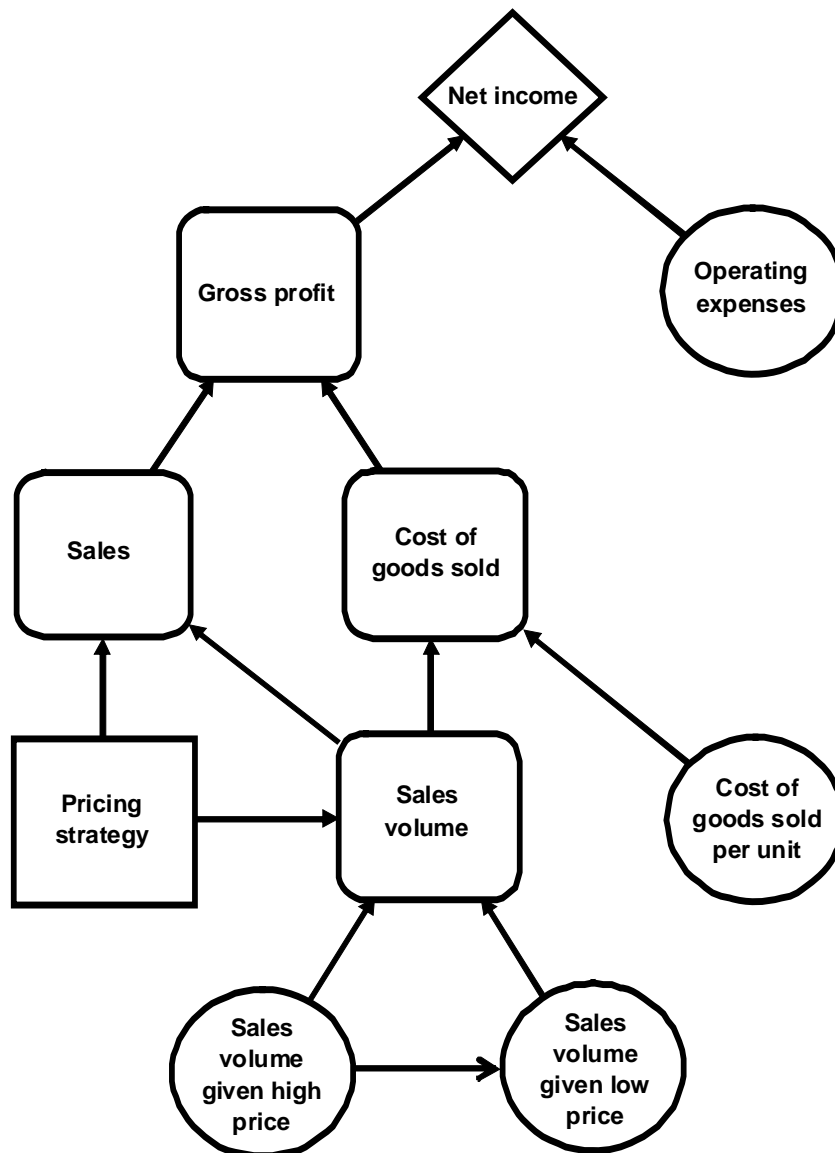 Net income
Gross profit
Operating
expenses
Sales
Cost of
goods sold
Pricing
strategy
Sales
volume
Cost of
goods sold
per unit
Sales
volume
given high
price
Sales
volume
given low
price